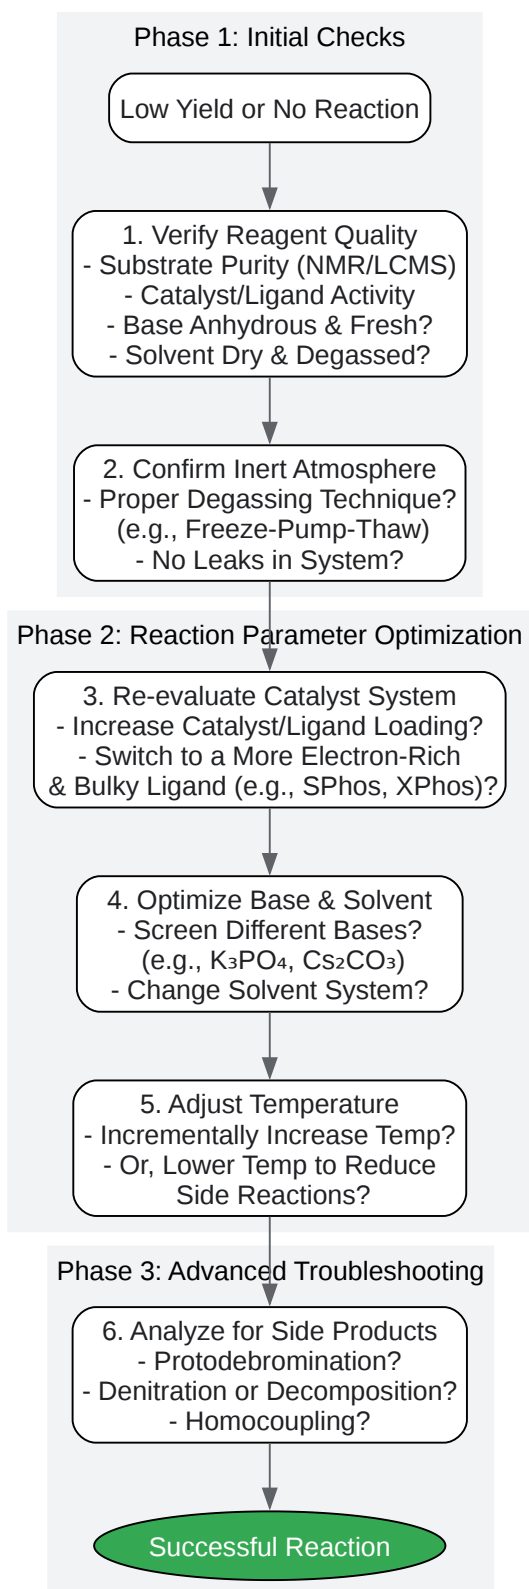 Phase 1: Initial Checks
Low Yield or No Reaction
1. Verify Reagent Quality
- Substrate Purity (NMR/LCMS)
- Catalyst/Ligand Activity
- Base Anhydrous & Fresh?
- Solvent Dry & Degassed?
2. Confirm Inert Atmosphere
- Proper Degassing Technique?
(e.g., Freeze-Pump-Thaw)
- No Leaks in System?
Phase 2: Reaction Parameter Optimization
3. Re-evaluate Catalyst System
- Increase Catalyst/Ligand Loading?
- Switch to a More Electron-Rich
& Bulky Ligand (e.g., SPhos, XPhos)?
4. Optimize Base & Solvent
- Screen Different Bases?
(e.g., K₃PO₄, Cs₂CO₃)
- Change Solvent System?
5. Adjust Temperature
- Incrementally Increase Temp?
- Or, Lower Temp to Reduce
Side Reactions?
Phase 3: Advanced Troubleshooting
6. Analyze for Side Products
- Protodebromination?
- Denitration or Decomposition?
- Homocoupling?
Successful Reaction